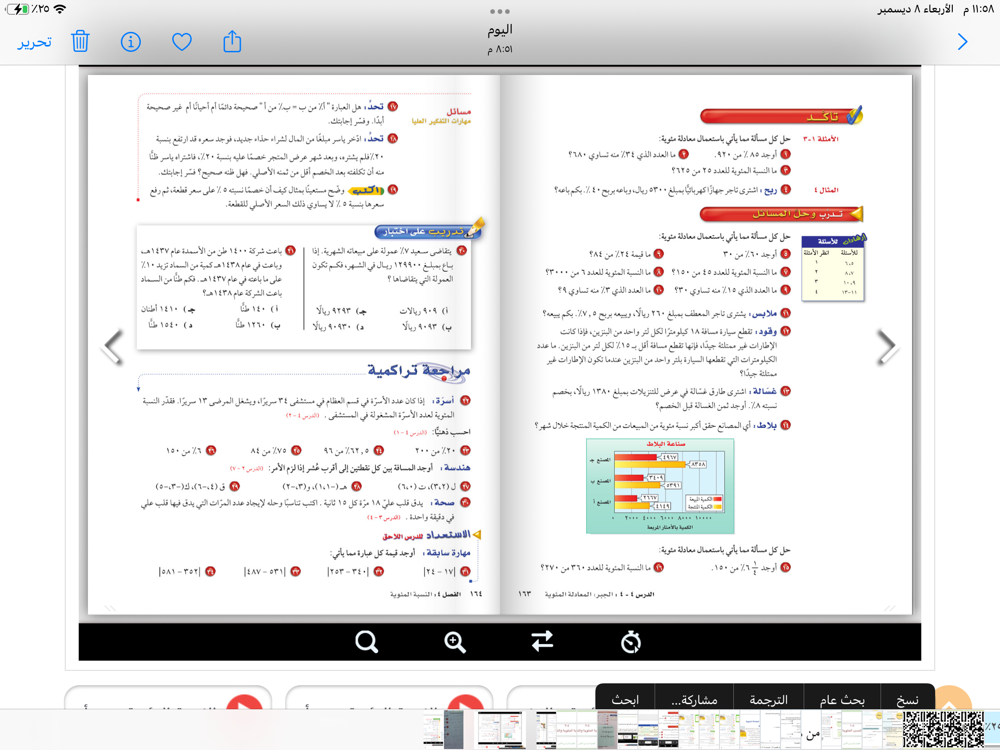 ١١:٥٨ م الأربعاء ٨ ديسمبر
٪٢٥
اليوم
٨:٥١ م
تحرير
تأكَّـد
الأمثلة ١-٣
حل كل مسألة مما يأتي باستعمال معادلة مئوية:
١ أوجد ٨٥٪ من ٩٢٠.
٢ ما العدد الذي ٣٤٪ منه تساوي ٦٨٠؟
٣ ما النسبة المئوية للعدد ٢٥ من ٦٢٥؟
المثال ٤
٤ ربح: اشترى تاجر جهازًا كهربائيًّا بمبلغ ٥٣٠٠ ريال، وباعه بربح ٤٠٪. بكم باعه؟
تـدرَّب وحلَّ المسائل
إرشادات للأسئلة
للأسئلة انظر الأمثلة
٦،٥ ١
٨،٧ ٢
١٠،٩ ٣
١١-١٣ ٤
حل كل مسألة مما يأتي باستعمال معادلة مئوية:
٥ أوجد ٦٠٪ من ٣٠
٦ ما قيمة ٢٤٪ من ٨٤؟
٧ ما النسبة المئوية للعدد ٤٥ من ١٥٠؟
٨ ما النسبة المئوية للعدد ٦ من ٣٠٠٠؟
٩ ما العدد الذي ١٥٪ منه تساوي ٣٠؟
١٠ ما العدد الذي ٣٪ منه تساوي ٩؟
١١ ملابس: يشترى تاجر المعطف بمبلغ ٢٦٠ ريالًا، ويبيعه بربح ٧,٥٪. بكم يبيعه؟
١٢ وقود: تقطع سيارة مسافة ١٨ كيلومترًا لكل لتر واحد من البنزين، فإذا كانت
الإطارات غير ممتلئة جيدًا، فإنها تقطع مسافة أقل بـ ١٥٪ لكل لتر من البنزين. ما عدد
الكيلومترات التي تقطعها السيارة بلتر واحد من البنزين عندما تكون الإطارات غير
ممتلئة جيدًا؟
١٣ غسّالة: اشترى طارق غسّالة في عرض للتنزيلات بمبلغ ١٣٨٠ ريالًا، بخصم
نسبته ٨٪. أوجد ثمن الغسالة قبل الخصم؟
١٤ بلاط: أي المصانع حقق أكبر نسبة مئوية من المبيعات من الكمية المنتجة خلال شهر؟
صناعة البلاط
المصنع جـ ٤٩٦٧ ٨٣٥٨
المصنع ب ٣٤٠٩ ٥٣٩١
المصنع أ ٢٦٦٧ ٤١٤٩
الكمية المبيعة
الكمية المنتجة
٠ ٢٠٠٠ ٤٠٠٠ ٦٠٠٠ ٨٠٠٠ ١٠٠٠٠
الكمية بالأمتار المربعة
حل كل مسألة مما يأتي باستعمال معادلة مئوية:
١٥ أوجد ٦ ١/٤ ٪ من ١٥٠.
١٦ ما النسبة المئوية للعدد ٣٦٠ من ٢٧٠؟
الدرس ٤ - ٤ : الجبر: المعادلة المئوية ١٦٣
مسائل
مهارات التفكير العليا
١٧ تحدٍّ: هل العبارة "أ٪ من ب = ب٪ من أ" صحيحة دائمًا أم أحيانًا أم غير صحيحة
أبدًا. وفسّر إجابتك.
١٨ تحدٍّ: ادّخر ياسر مبلغًا من المال لشراء حذاء جديد، فوجد سعره قد ارتفع بنسبة
٢٠٪ فلم يشتره، وبعد شهر عرض المتجر خصمًا عليه بنسبة ٢٠٪، فاشتراه ياسر ظنًّا
منه أن تكلفته بعد الخصم أقل من ثمنه الأصلي. فهل ظنه صحيح؟ فسّر إجابتك.
١٩ اكتب وضّح مستعينًا بمثال كيف أن خصمًا نسبته ٥٪ على سعر قطعة، ثم رفع
سعرها بنسبة ٥٪ لا يساوي ذلك السعر الأصلي للقطعة.
تدريب على اختبار
٢٠ يتقاضى سـعيد ٧٪ عمولة على مبيعاته الشهرية. إذا
بـاع بمبلـغ ١٢٩٩٠٠ ريـال في الشـهر، فكـم تكون
العمولة التي يتقاضاها ؟
أ) ٩٠٩ ريالات جـ) ٩٢٩٣ ريالًا
ب) ٩٠٩٣ ريالًا د) ٩٠٩٣٠ ريالًا
٢١ باعت شركة ١٤٠٠ طن من الأسمدة عام ١٤٣٧هـ،
وباعت في عام ١٤٣٨هـ كمية من السماد تزيد ١٠٪
على ما باعته في عام ١٤٣٧هـ. فكم طنًّا من السـماد
باعت الشركة عام ١٤٣٨هـ؟
أ) ١٤٠ طنًّا جـ) ١٤١٠ أطنان
ب) ١٢٦٠ طنًّا د) ١٥٤٠ طنًّا
مراجعة تراكمية
٢٢ أسرّة: إذا كان عدد الأسرّة في قسم العظام في مستشفى ٣٤ سريرًا، ويشغل المرضى ١٣ سريرًا. فقدّر النسبة
المئوية لعدد الأسرّة المشغولة في المستشفى . (الدرس ٤ – ٢)
احسب ذهنيًّا: (الدرس ٤ – ١)
٢٣ ٢٠٪ من ٢٠٠ ٢٤ ٦٢,٥٪ من ٩٦ ٢٥ ٧٥٪ من ٨٤ ٢٦ ٦٪ من ١٥٠
هندسة: أوجد المسافة بين كل نقطتين إلى أقرب عُشر إذا لزم الأمر: (الدرس ٢ – ٧)
٢٧ ل (٣،٢)، ت (٦،٠) ٢٨ هـ (-١،١)، و(٣،-٢) ٢٩ ق (٤،-٦)، ك(-٣،-٥)
٣٠ صحة: يدق قلب عليّ ١٨ مرّة كل ١٥ ثانية . اكتب تناسبًا وحله لإيجاد عدد المرّات التي يدق فيها قلب علي
في دقيقة واحدة . (الدرس ٣ – ٤)
الاستعداد للدرس اللاحق
مهارة سابقة: أوجد قيمة كل عبارة مما يأتي:
٣١ |١٧ – ٢٤| ٣٢ |٣٤٠ – ٢٥٣| ٣٣ |٥٣١ – ٤٨٧| ٣٤ |٣٥٢ – ٥٨١|
١٦٤ الفصل ٤: النسبة المئوية
نسخ
بحث عام
الترجمة
مشاركة...
ابحث